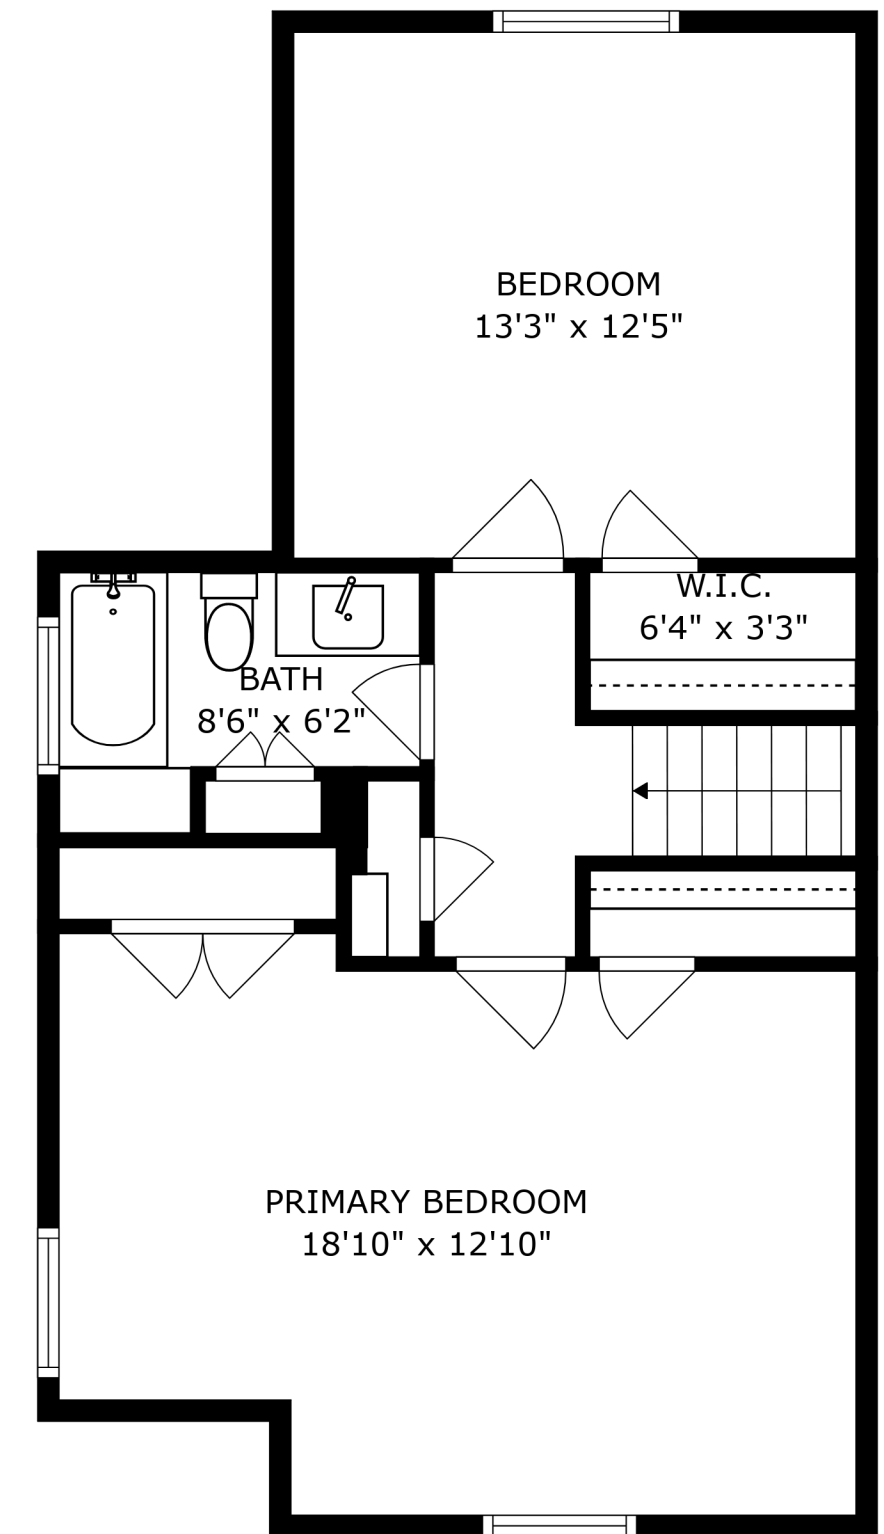 BEDROOM
13'3" x 12'5"
W.I.C.
6'4" x 3'3"
BATH
8'6" x 6'2"
PRIMARY BEDROOM
18'10" x 12'10"